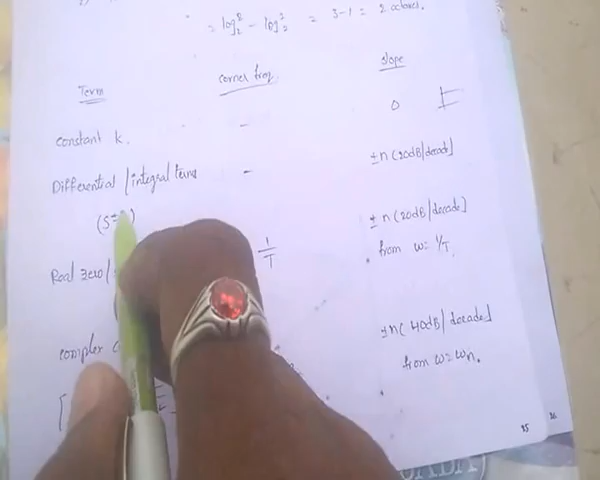 = log₂⁸ - log₂² = 3-1 = 2 octaves.
Term corner freq. slope
constant k. - 0
Differential / integral terms - ± n (20dB/decade)
(s±
Real zero/ 1/T ± n (20dB/decade]
from ω= 1/T,
complex ± n( 40dB/decade]
from ω=ωn.